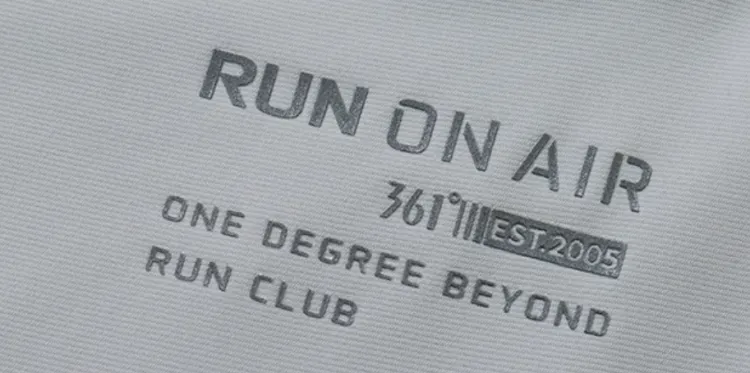 RUN ON AIR
361° EST.2005
ONE DEGREE BEYOND
RUN CLUB